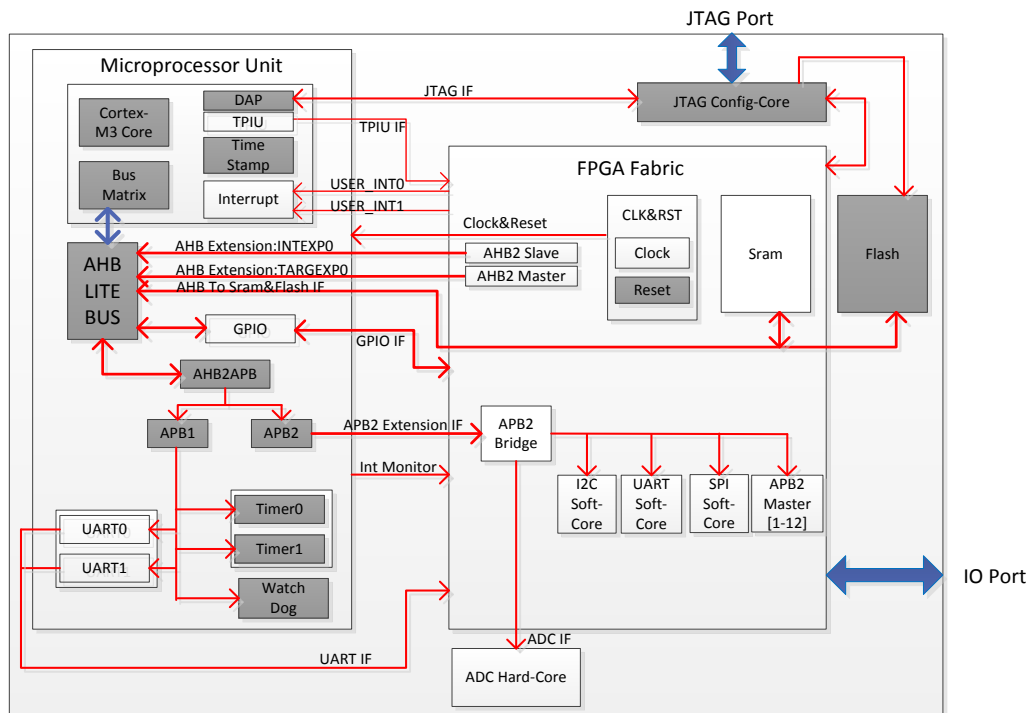 JTAG Port
Microprocessor Unit
Cortex-
M3 Core
DAP
TPIU
Time
Stamp
Bus
Matrix
Interrupt
JTAG IF
TPIU IF
JTAG Config-Core
USER_INT0
USER_INT1
Clock&Reset
FPGA Fabric
CLK&RST
Clock
Reset
Sram
Flash
AHB Extension:INTEXP0
AHB2 Slave
AHB Extension:TARGEXP0
AHB2 Master
AHB To Sram&Flash IF
AHB
LITE
BUS
GPIO
GPIO IF
AHB2APB
APB1
APB2
APB2 Extension IF
APB2
Bridge
Int Monitor
I2C
Soft-
Core
UART
Soft-
Core
SPI
Soft-
Core
APB2
Master
[1-12]
UART0
UART1
Timer0
Timer1
Watch
Dog
IO Port
UART IF
ADC IF
ADC Hard-Core